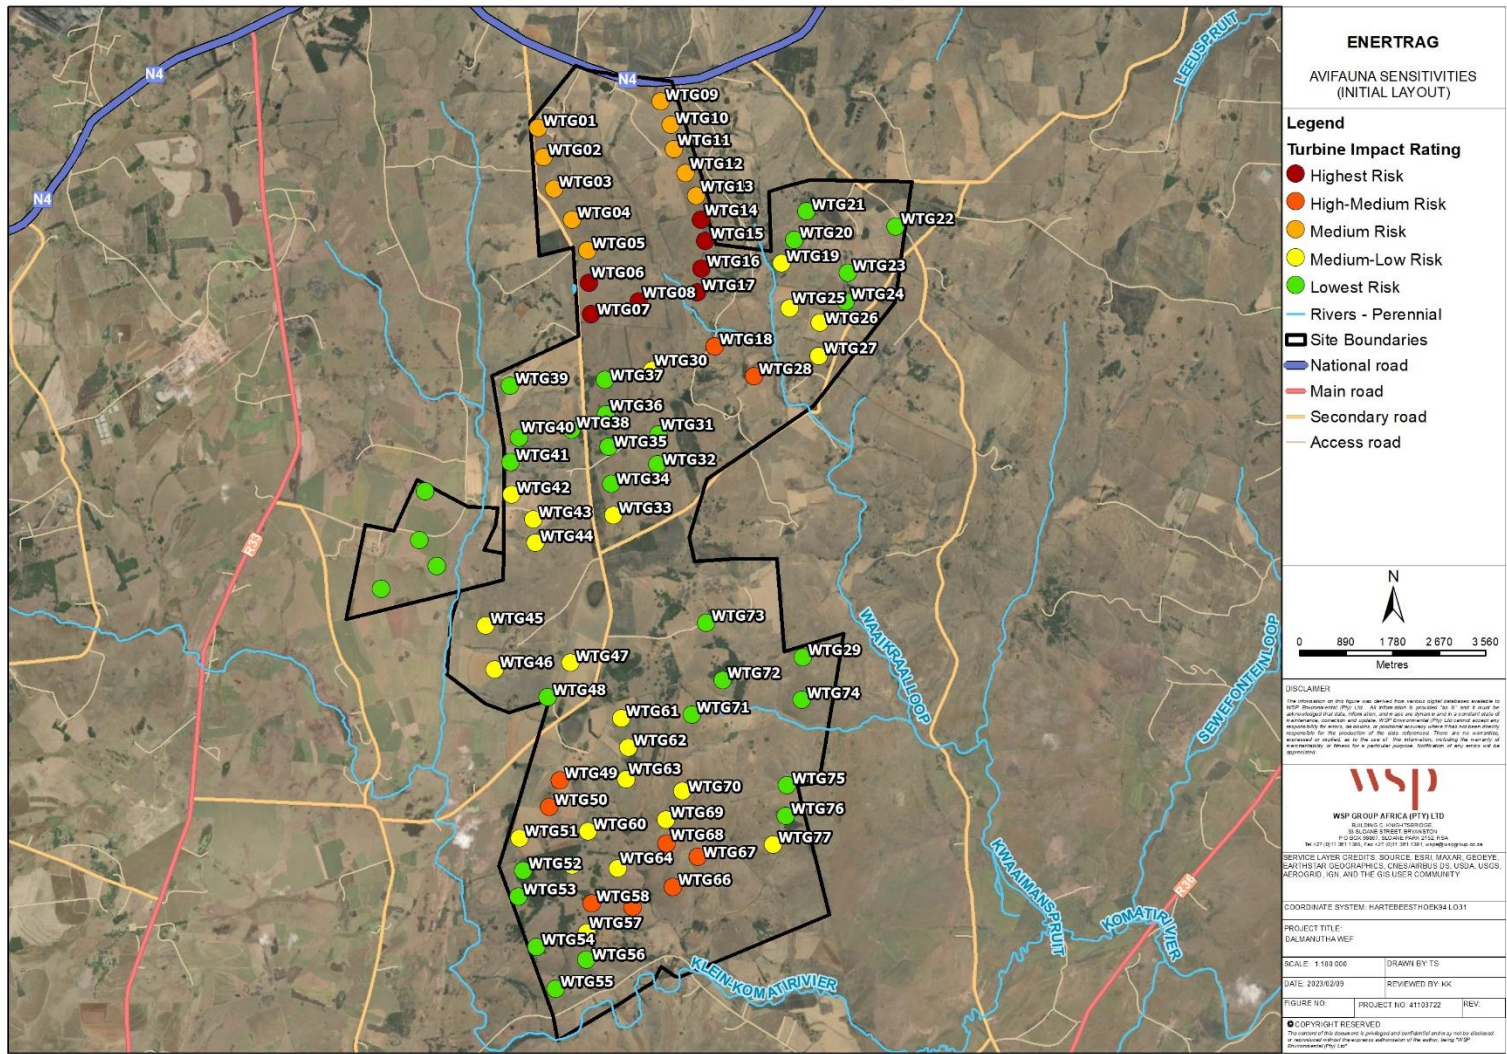 N4
N4
N4
LEEUSPRUIT
WTG09
WTG10
WTG01
WTG11
WTG02
WTG12
WTG03
WTG13
WTG04
WTG14
WTG21
WTG22
WTG05
WTG15
WTG20
WTG16
WTG19
WTG23
WTG06
WTG17
WTG08
WTG24
WTG07
WTG25
WTG26
WTG18
WTG27
WTG30
WTG28
WTG39
WTG37
WTG36
WTG38
WTG31
WTG40
WTG35
WTG41
WTG32
WTG42
WTG34
WTG43
WTG33
WTG44
R33
WTG45
WTG73
WTG46
WTG47
WTG29
WTG48
WTG72
WTG74
WTG61
WTG71
WAAIKRAALLOOP
SEWEFONTEINLOOP
WTG62
WTG49
WTG63
WTG70
WTG75
WTG50
WTG69
WTG76
WTG51
WTG60
WTG68
WTG77
WTG52
WTG64
WTG67
WTG53
WTG58
WTG66
WTG57
WTG54
WTG56
WTG55
KWAAIMANSPRUIT
KOMATIRIVIER
R36
KLEIN-KOMATIRIVIER
ENERTRAG
AVIFAUNA SENSITIVITIES
(INITIAL LAYOUT)
Legend
Turbine Impact Rating
Highest Risk
High-Medium Risk
Medium Risk
Medium-Low Risk
Lowest Risk
Rivers - Perennial
Site Boundaries
National road
Main road
Secondary road
Access road
N
0 890 1 780 2 670 3 560
Metres
DISCLAIMER
wsp
WSP GROUP AFRICA (PTY) LTD
SERVICE LAYER CREDITS: SOURCE: ESRI, MAXAR, GEOEYE,
EARTHSTAR GEOGRAPHICS, CNES/AIRBUS DS, USDA, USGS,
AEROGRID, IGN, AND THE GIS USER COMMUNITY
COORDINATE SYSTEM: HARTEBEESTHOEK94 LO31
PROJECT TITLE:
DALMANUTHA WEF
SCALE: DRAWN BY: TS
DATE: 2023/02/09 REVIEWED BY: KK
FIGURE NO: PROJECT NO: 41103722 REV:
© COPYRIGHT RESERVED